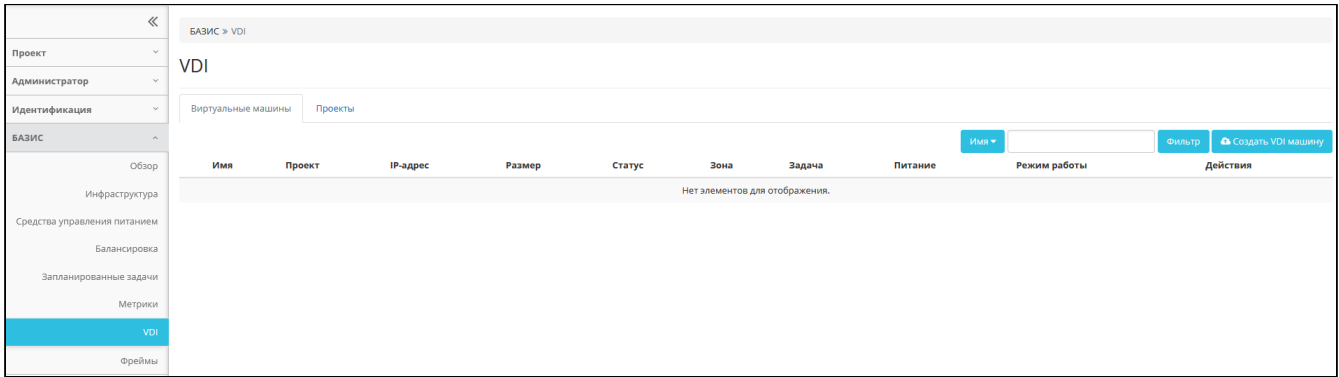 БАЗИС » VDI
Проект
Администратор
Идентификация
БАЗИС
Обзор
Инфраструктура
Средства управления питанием
Балансировка
Запланированные задачи
Метрики
VDI
Фреймы
VDI
Виртуальные машины Проекты
Имя Фильтр Создать VDI машину
Имя Проект IP-адрес Размер Статус Зона Задача Питание Режим работы Действия
Нет элементов для отображения.